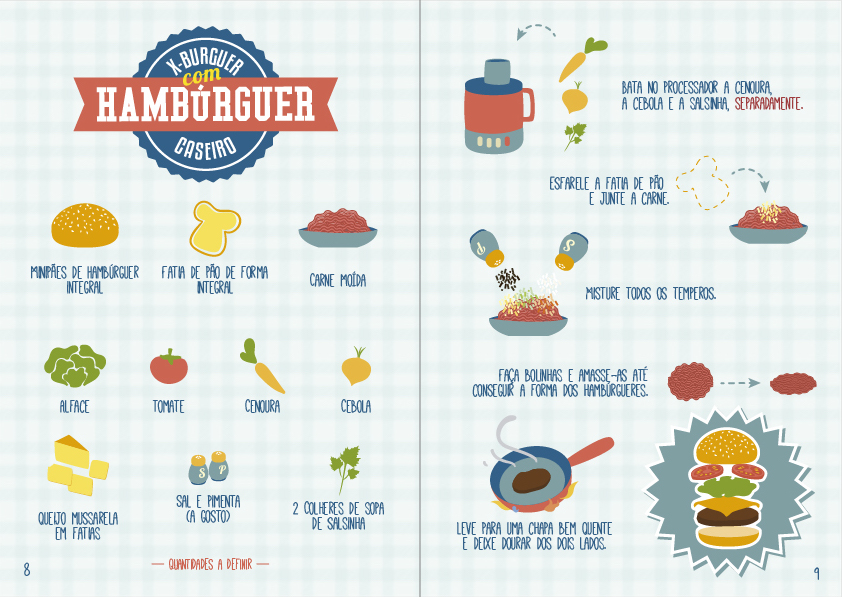 X-BURGUER
com
HAMBÚRGUER
CASEIRO
MINIPÃES DE HAMBÚRGUER
INTEGRAL
FATIA DE PÃO DE FORMA
INTEGRAL
CARNE MOÍDA
ALFACE
TOMATE
CENOURA
CEBOLA
QUEIJO MUSSARELA
EM FATIAS
S P
SAL E PIMENTA
(A GOSTO)
2 COLHERES DE SOPA
DE SALSINHA
QUANTIDADES A DEFINIR
8
BATA NO PROCESSADOR A CENOURA,
A CEBOLA E A SALSINHA, SEPARADAMENTE.
ESFARELE A FATIA DE PÃO
E JUNTE A CARNE.
P S
MISTURE TODOS OS TEMPEROS.
FAÇA BOLINHAS E AMASSE-AS ATÉ
CONSEGUIR A FORMA DOS HAMBÚRGUERES.
LEVE PARA UMA CHAPA BEM QUENTE
E DEIXE DOURAR DOS DOIS LADOS.
9